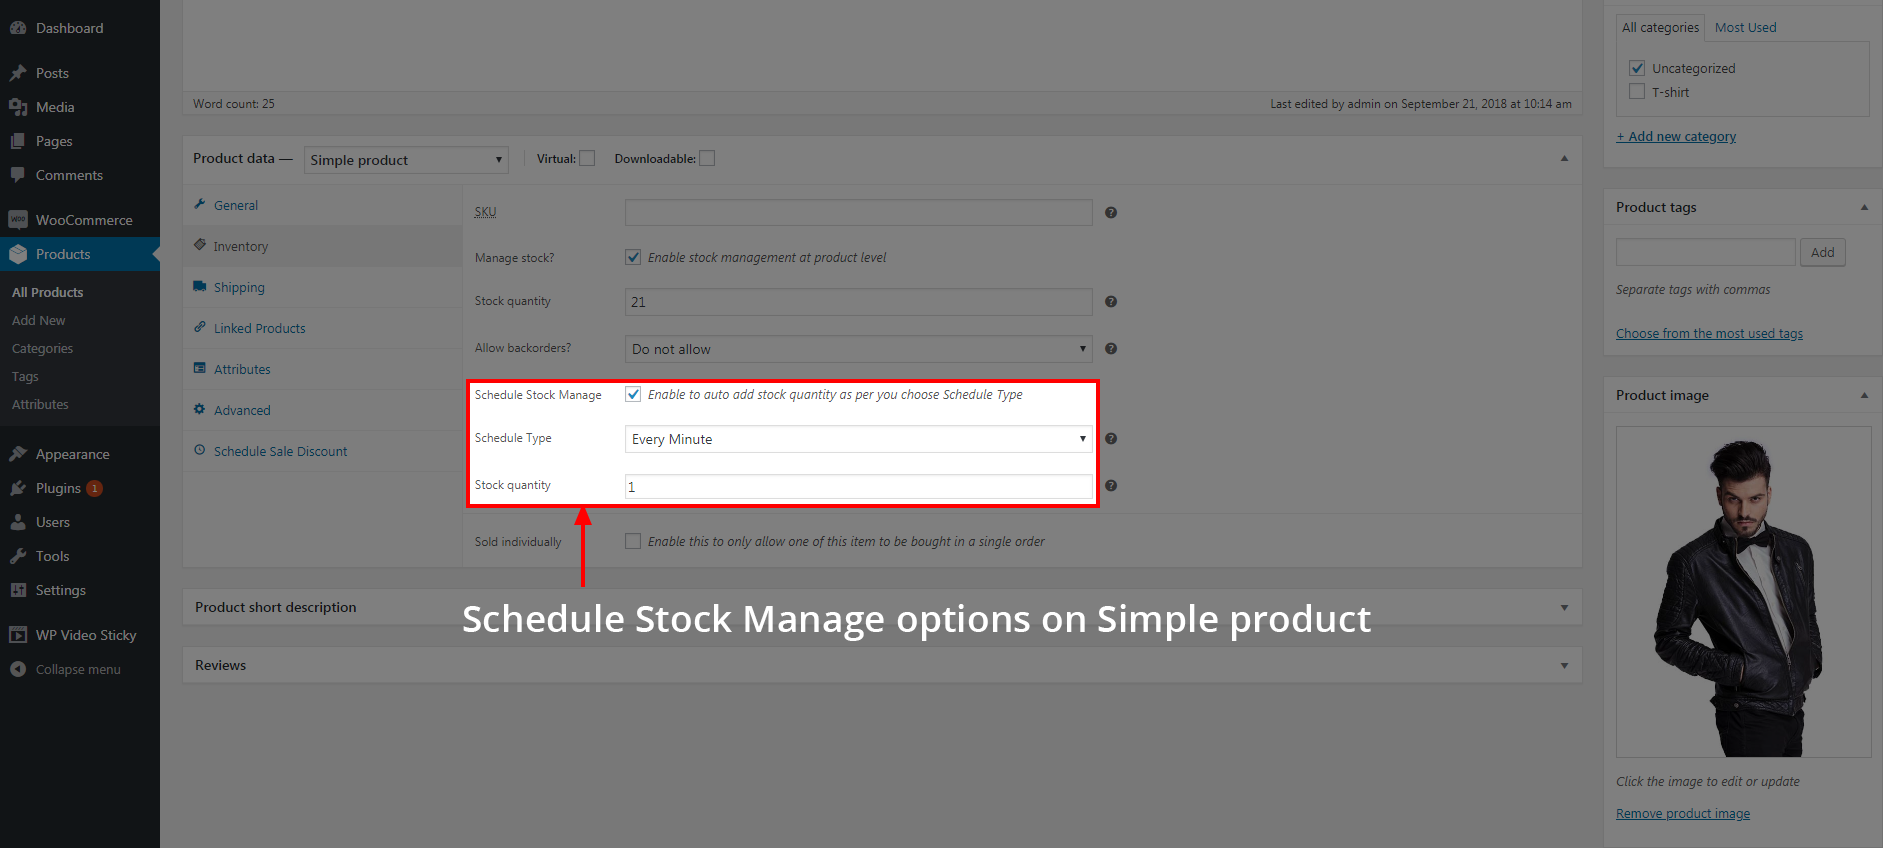 Dashboard
Posts
Media
Pages
Comments
WooCommerce
Products
All Products
Add New
Categories
Tags
Attributes
Appearance
Plugins 1
Users
Tools
Settings
WP Video Sticky
Collapse menu
Word count: 25
Last edited by admin on September 21, 2018 at 10:14 am
Product data — Simple product Virtual: Downloadable:
General
Inventory
Shipping
Linked Products
Attributes
Advanced
Schedule Sale Discount
SKU
Manage stock? Enable stock management at product level
Stock quantity 21
Allow backorders? Do not allow
Schedule Stock Manage Enable to auto add stock quantity as per you choose Schedule Type
Schedule Type Every Minute
Stock quantity 1
Sold individually Enable this to only allow one of this item to be bought in a single order
Product short description
Schedule Stock Manage options on Simple product
Reviews
All categories Most Used
Uncategorized
T-shirt
+ Add new category
Product tags
Add
Separate tags with commas
Choose from the most used tags
Product image
Click the image to edit or update
Remove product image